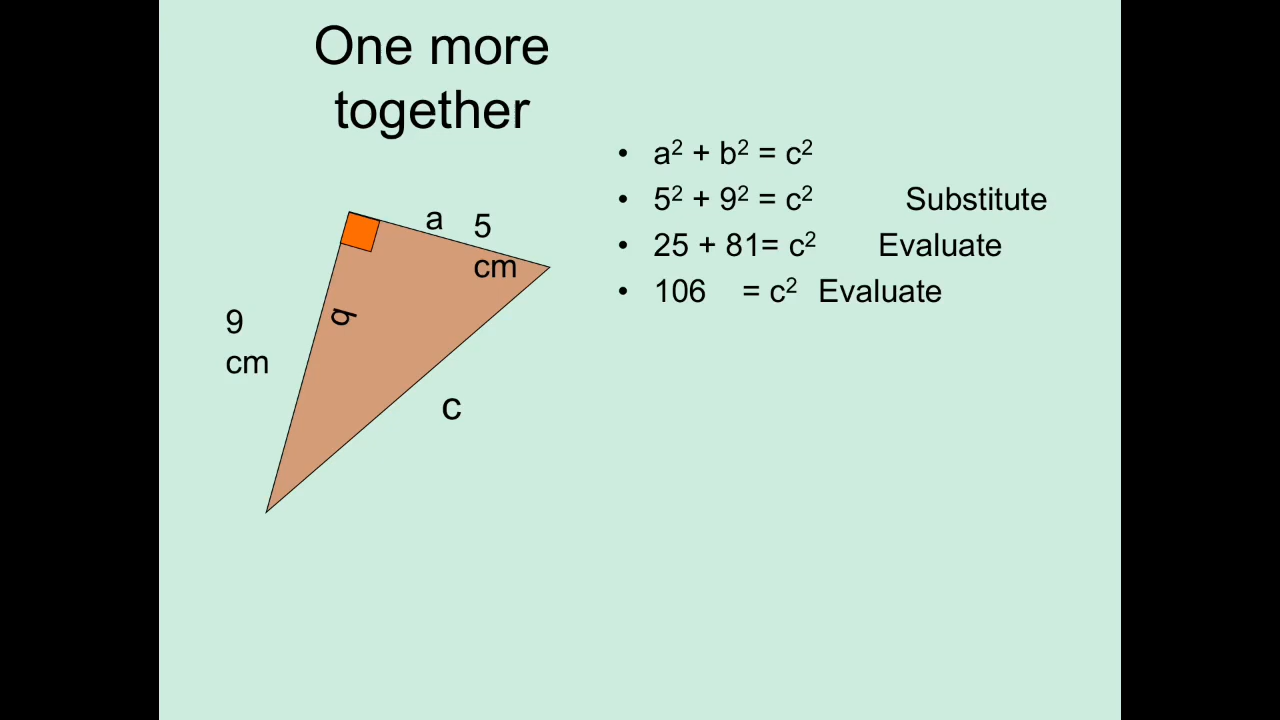 One more
together
• a² + b² = c²
• 5² + 9² = c² Substitute
• 25 + 81= c² Evaluate
• 106 = c² Evaluate
a 5
cm
9
cm
b
c